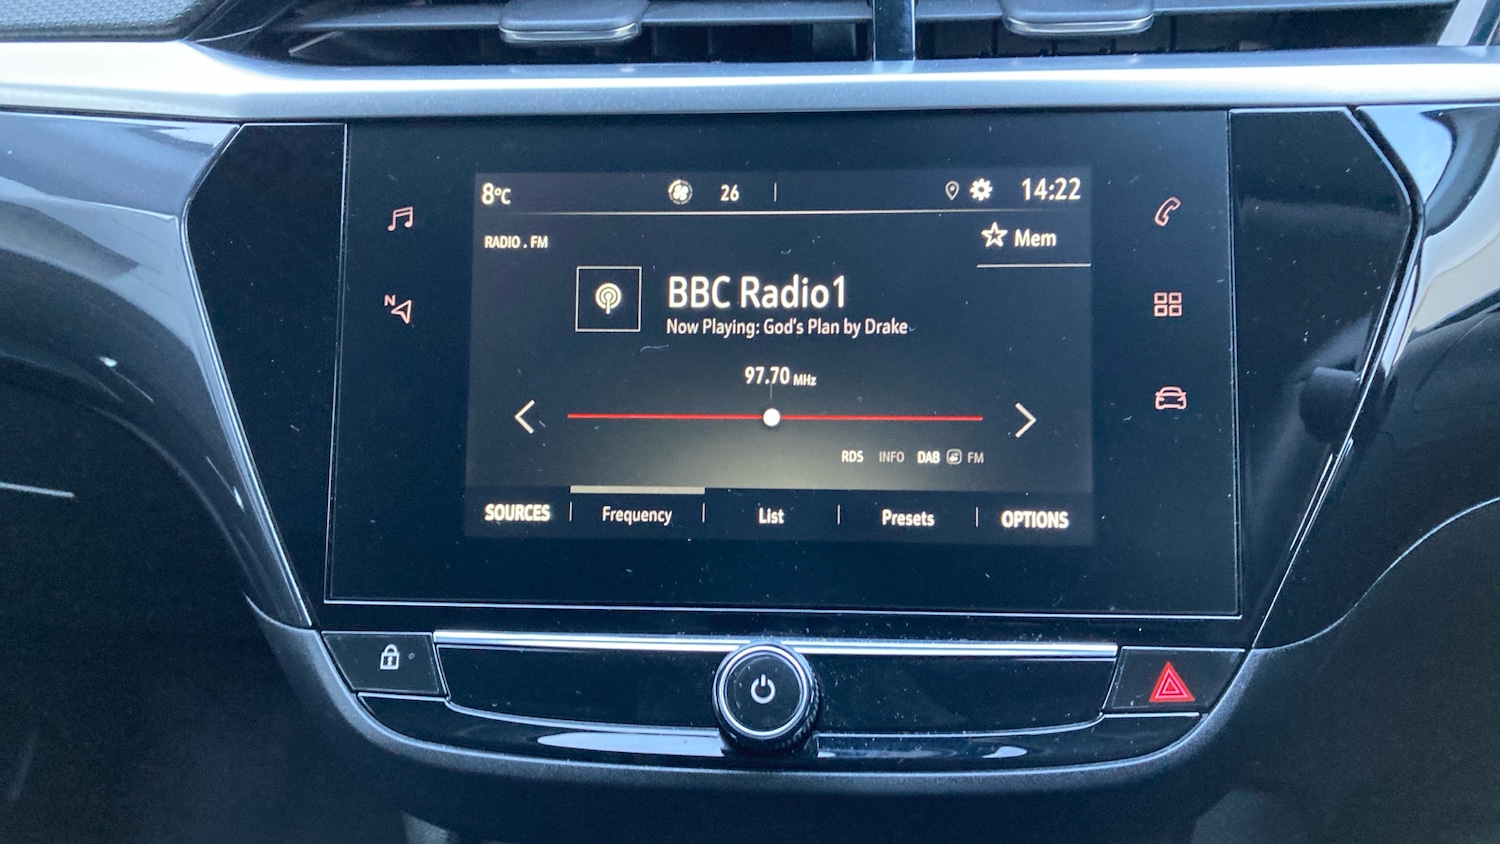 8°C 26 14:22
RADIO . FM
Mem
BBC Radio1
N
Now Playing: God's Plan by Drake
97.70 MHz
RDS INFO DAB FM
SOURCES Frequency List Presets OPTIONS